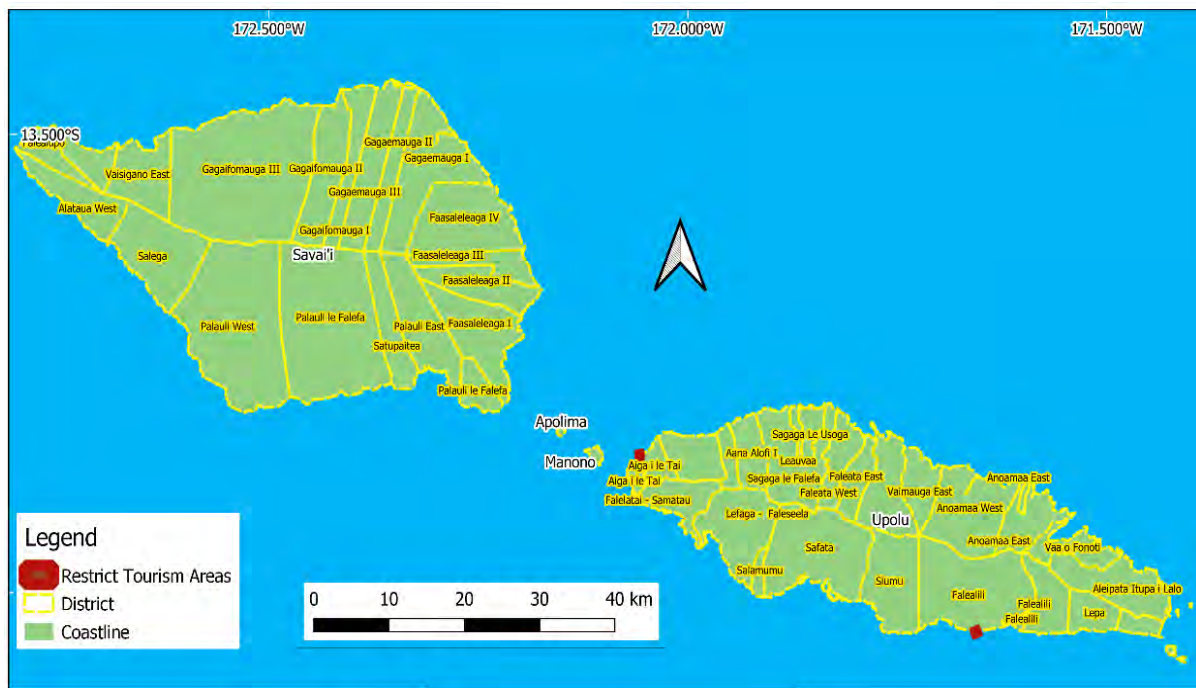 172.500°W
172.000°W
171.500°W
13.500°S
Falealupo
Vaisigano East
Gagaifomauga III
Gagaifomauga II
Gagaemauga II
Gagaemauga I
Gagaemauga III
Alataua West
Faasaleleaga IV
Gagaifomauga I
Salega
Savai'i
Faasaleleaga III
Faasaleleaga II
Palauli West
Palauli le Falefa
Palauli East
Faasaleleaga I
Satupaitea
Palauli le Falefa
Apolima
Manono
Sagaga Le Usoga
Aana Alofi I
Leauvaa
Aiga i le Tai
Aiga i le Tai
Sagaga le Falefa
Faleata East
Anoamaa East
Falelatai - Samatau
Faleata West
Vaimauga East
Anoamaa West
Lefaga - Faleseela
Upolu
Safata
Anoamaa East
Vaa o Fonoti
Salamumu
Siumu
Falealili
Falealili
Falealili
Aleipata Itupa i Lalo
Lepa
Legend
Restrict Tourism Areas
District
Coastline
0 10 20 30 40 km